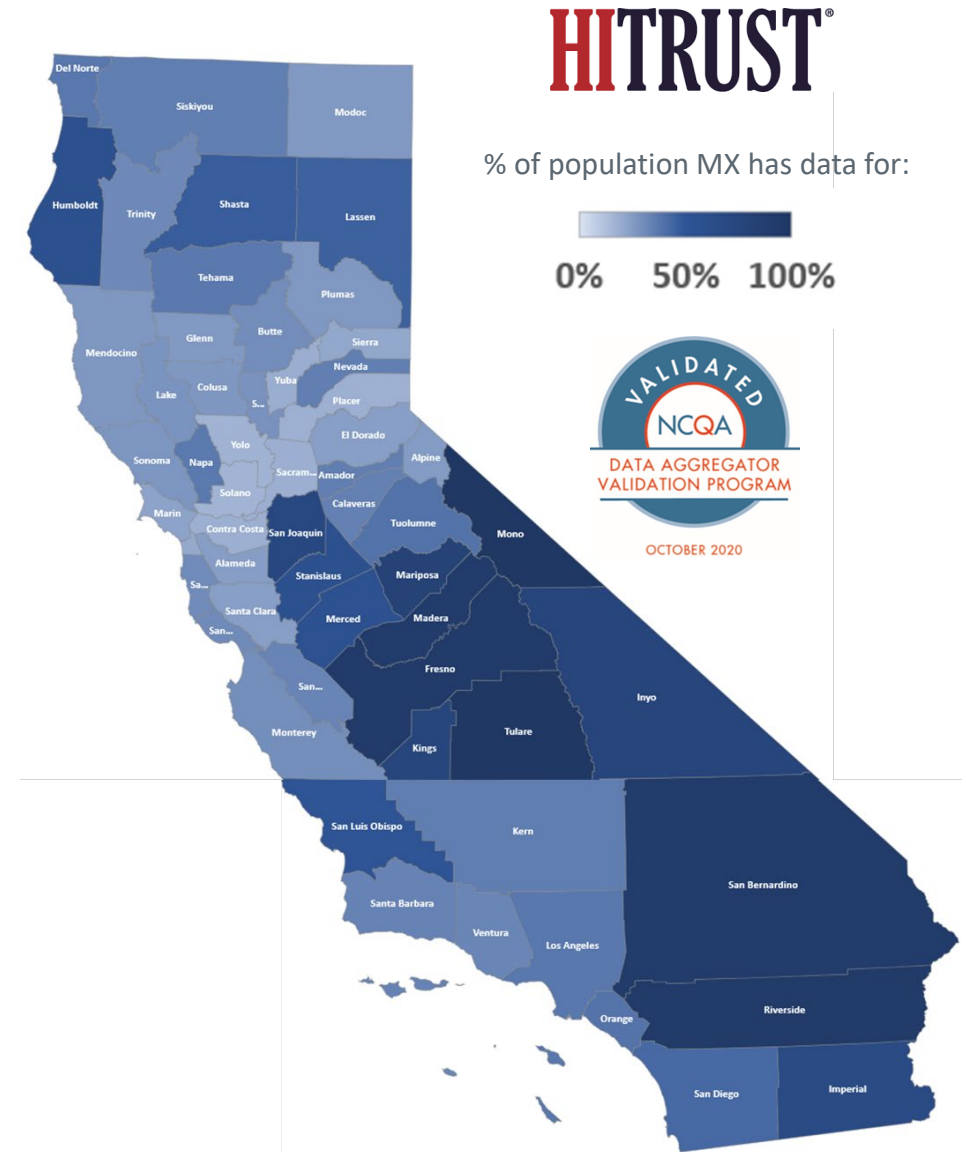 HITRUST®
% of population MX has data for:
0% 50% 100%
VALIDATED
NCQA
DATA AGGREGATOR
VALIDATION PROGRAM
OCTOBER 2020
Del Norte
Siskiyou
Modoc
Humboldt
Trinity
Shasta
Lassen
Tehama
Plumas
Mendocino
Glenn
Butte
Sierra
Nevada
Yuba
Colusa
Lake
S...
Placer
El Dorado
Yolo
Sonoma
Napa
Sacram...
Amador
Alpine
Solano
Calaveras
Marin
Contra Costa
San Joaquin
Tuolumne
Mono
Alameda
Stanislaus
Mariposa
Sa...
Santa Clara
Merced
Madera
San...
Fresno
San...
Inyo
Monterey
Kings
Tulare
San Luis Obispo
Kern
San Bernardino
Santa Barbara
Ventura
Los Angeles
Riverside
Orange
San Diego
Imperial